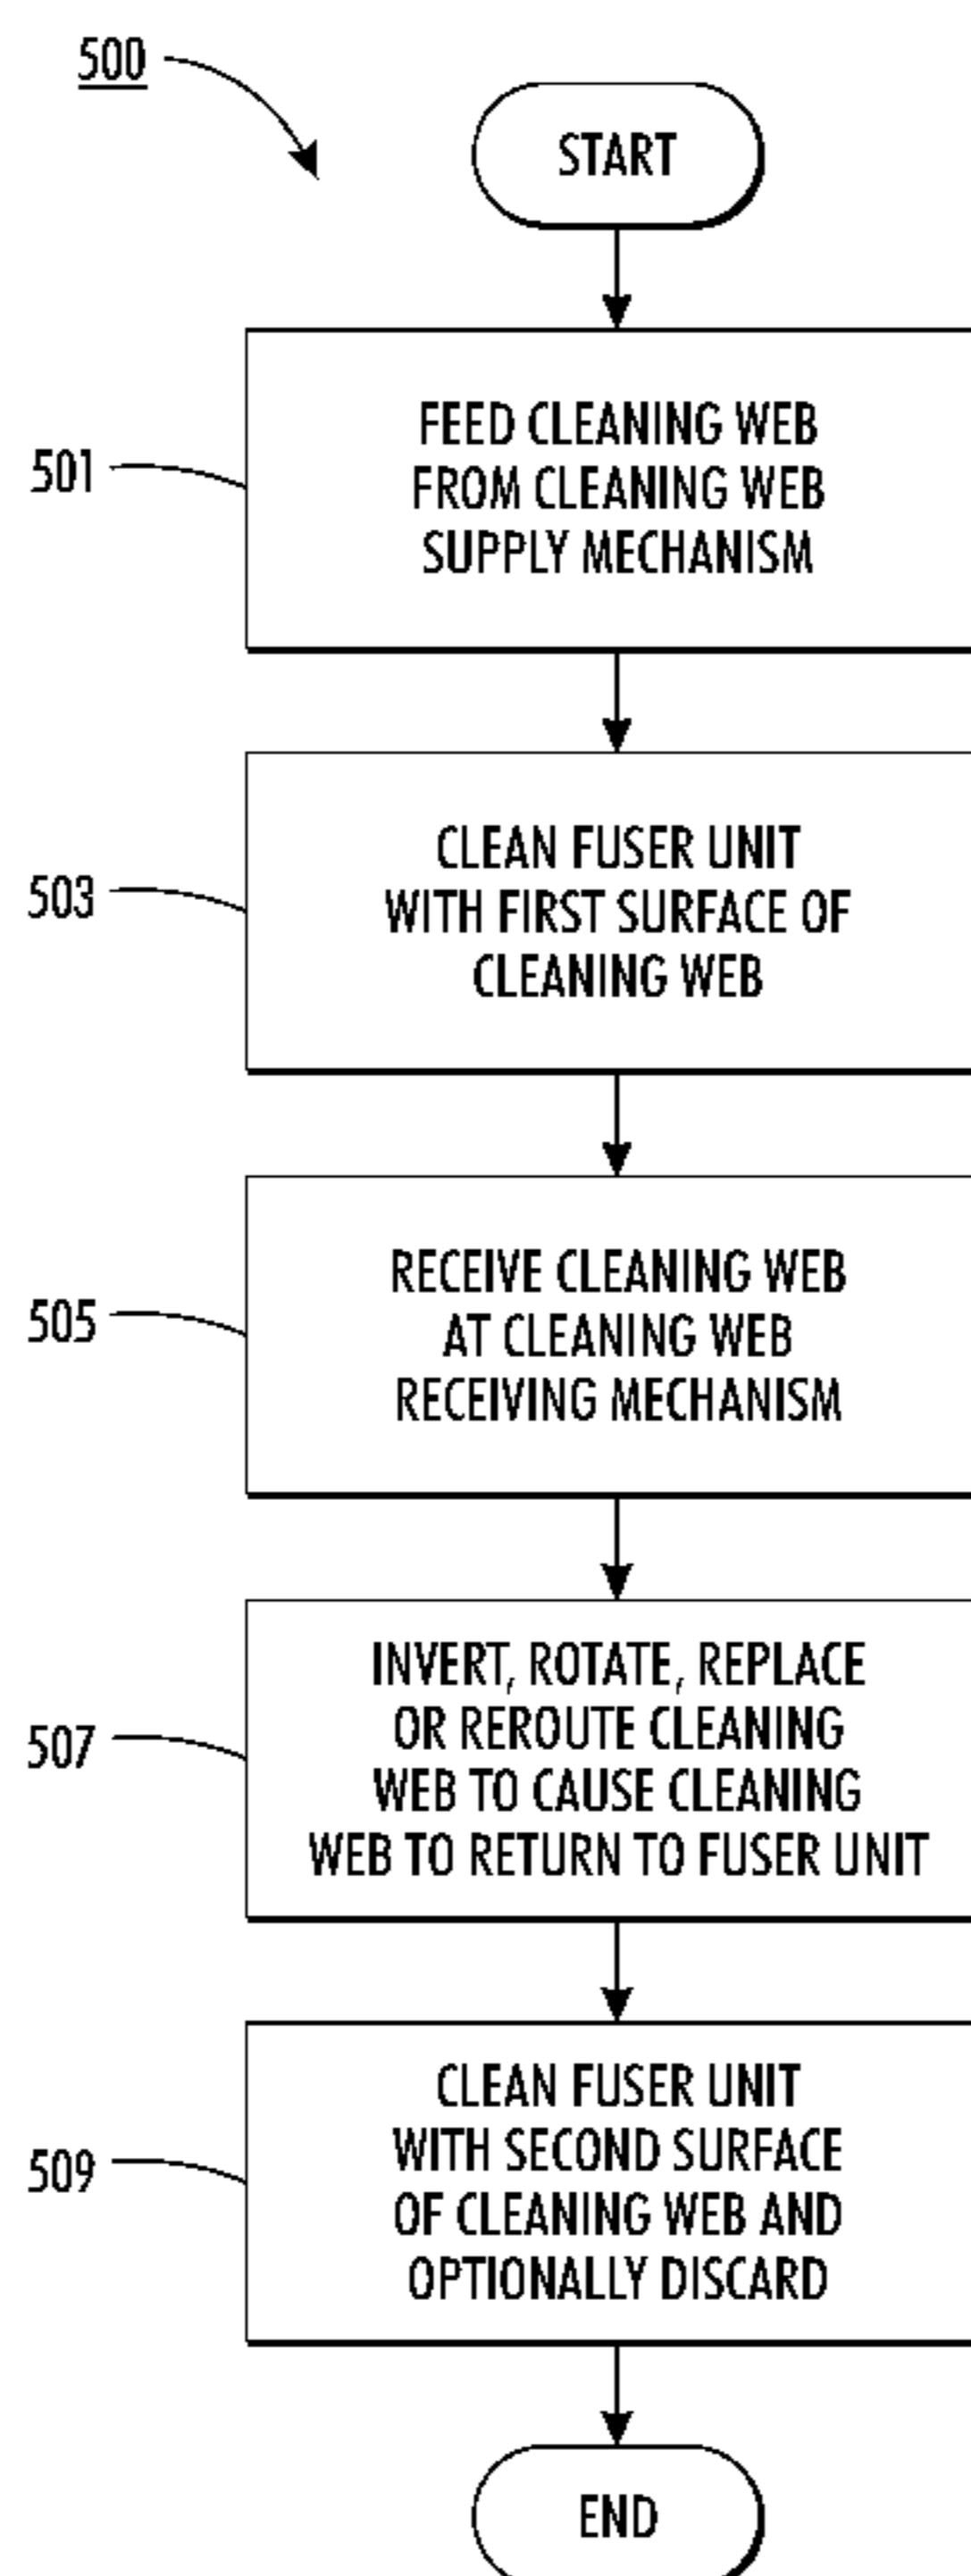 500
START
501
FEED CLEANING WEB
FROM CLEANING WEB
SUPPLY MECHANISM
503
CLEAN FUSER UNIT
WITH FIRST SURFACE OF
CLEANING WEB
505
RECEIVE CLEANING WEB
AT CLEANING WEB
RECEIVING MECHANISM
507
INVERT, ROTATE, REPLACE
OR REROUTE CLEANING
WEB TO CAUSE CLEANING
WEB TO RETURN TO FUSER UNIT
509
CLEAN FUSER UNIT
WITH SECOND SURFACE
OF CLEANING WEB AND
OPTIONALLY DISCARD
END